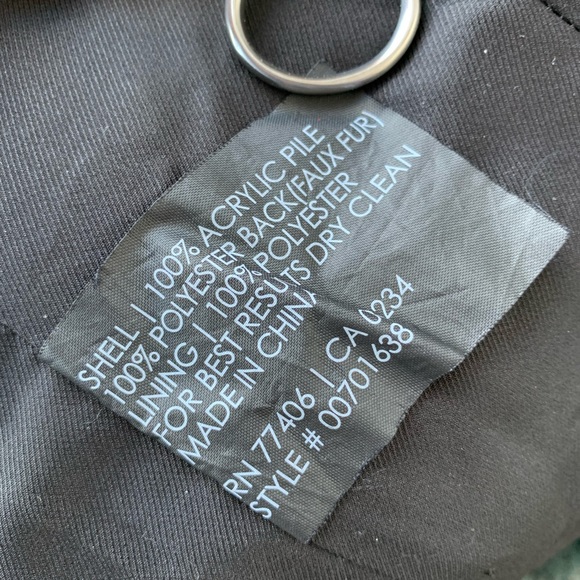 SHELL | 100% ACRYLIC PILE
100% POLYESTER BACK(FAUX FUR)
LINING | 100% POLYESTER
FOR BEST RESULTS DRY CLEAN
MADE IN CHINA
RN 77406 | CA 0234
STYLE # 00701638